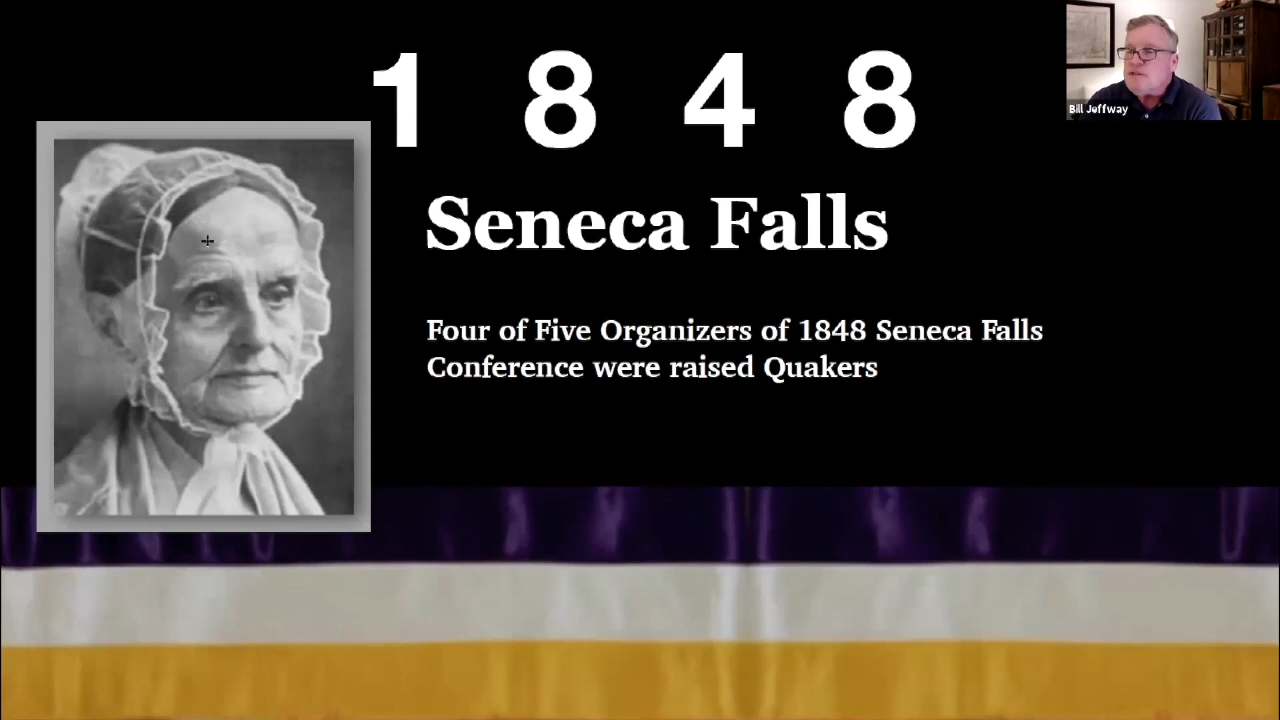 1 8 4 8
Bill Jeffway
Seneca Falls
Four of Five Organizers of 1848 Seneca Falls
Conference were raised Quakers